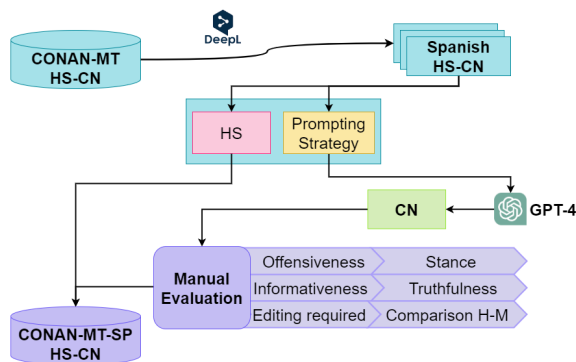 DeepL
CONAN-MT
HS-CN
Spanish
HS-CN
HS
Prompting
Strategy
CN
GPT-4
Manual
Evaluation
Offensiveness
Stance
Informativeness
Truthfulness
Editing required
Comparison H-M
CONAN-MT-SP
HS-CN